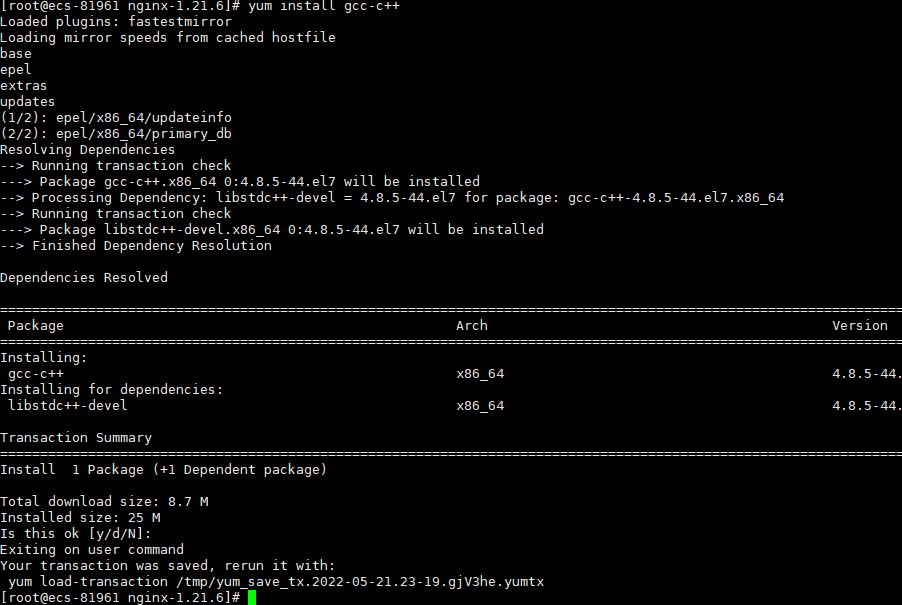 [root@ecs-81961 nginx-1.21.6]# yum install gcc-c++
Loaded plugins: fastestmirror
Loading mirror speeds from cached hostfile
base
epel
extras
updates
(1/2): epel/x86_64/updateinfo
(2/2): epel/x86_64/primary_db
Resolving Dependencies
--> Running transaction check
---> Package gcc-c++.x86_64 0:4.8.5-44.el7 will be installed
--> Processing Dependency: libstdc++-devel = 4.8.5-44.el7 for package: gcc-c++-4.8.5-44.el7.x86_64
--> Running transaction check
---> Package libstdc++-devel.x86_64 0:4.8.5-44.el7 will be installed
--> Finished Dependency Resolution

Dependencies Resolved

================================================================================
 Package Arch Version
================================================================================
Installing:
 gcc-c++ x86_64 4.8.5-44.
Installing for dependencies:
 libstdc++-devel x86_64 4.8.5-44.

Transaction Summary
================================================================================
Install  1 Package (+1 Dependent package)

Total download size: 8.7 M
Installed size: 25 M
Is this ok [y/d/N]:
Exiting on user command
Your transaction was saved, rerun it with:
 yum load-transaction /tmp/yum_save_tx.2022-05-21.23-19.gjV3he.yumtx
[root@ecs-81961 nginx-1.21.6]#